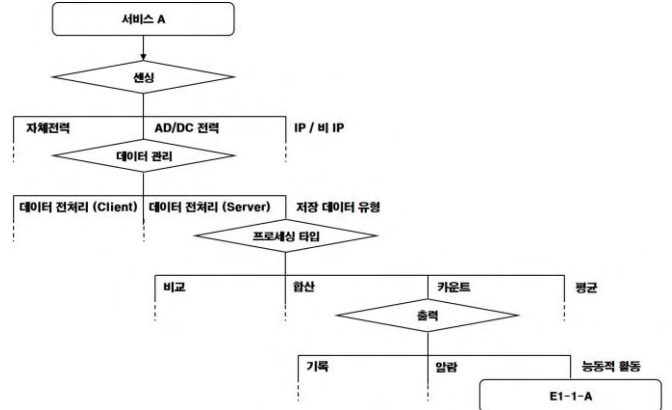 서비스 A
센싱
자체전력 AD/DC 전력 IP / 비 IP
데이터 관리
데이터 전처리 (Client) 데이터 전처리 (Server) 저장 데이터 유형
프로세싱 타입
비교 합산 카운트 평균
출력
기록 알람 능동적 활동
E1-1-A